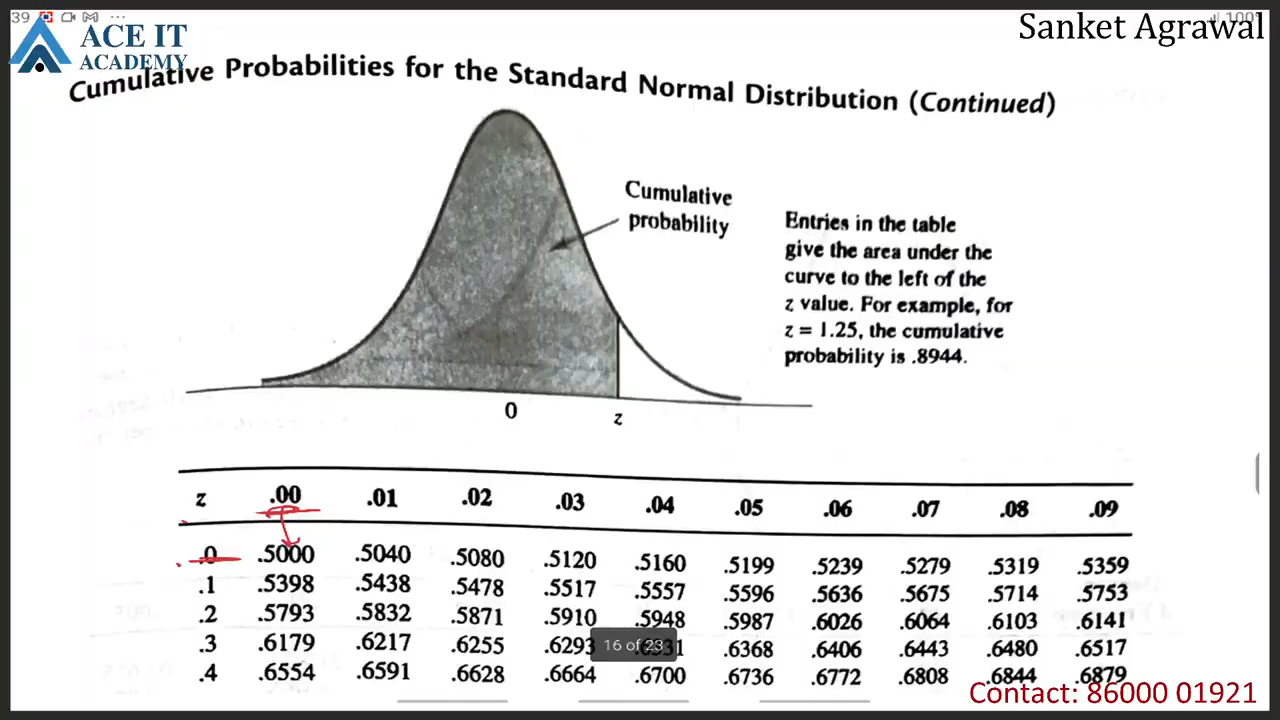 39
100%
ACE IT
ACADEMY
Sanket Agrawal
Cumulative Probabilities for the Standard Normal Distribution (Continued)
Cumulative
probability
Entries in the table
give the area under the
curve to the left of the
z value. For example, for
z = 1.25, the cumulative
probability is .8944.
0
z
z .00 .01 .02 .03 .04 .05 .06 .07 .08 .09
.0 .5000 .5040 .5080 .5120 .5160 .5199 .5239 .5279 .5319 .5359
.1 .5398 .5438 .5478 .5517 .5557 .5596 .5636 .5675 .5714 .5753
.2 .5793 .5832 .5871 .5910 .5948 .5987 .6026 .6064 .6103 .6141
.3 .6179 .6217 .6255 .6293 .6368 .6406 .6443 .6480 .6517
16 of 23
.4 .6554 .6591 .6628 .6664 .6700 .6736 .6772 .6808 .6844 .6879
Contact: 86000 01921